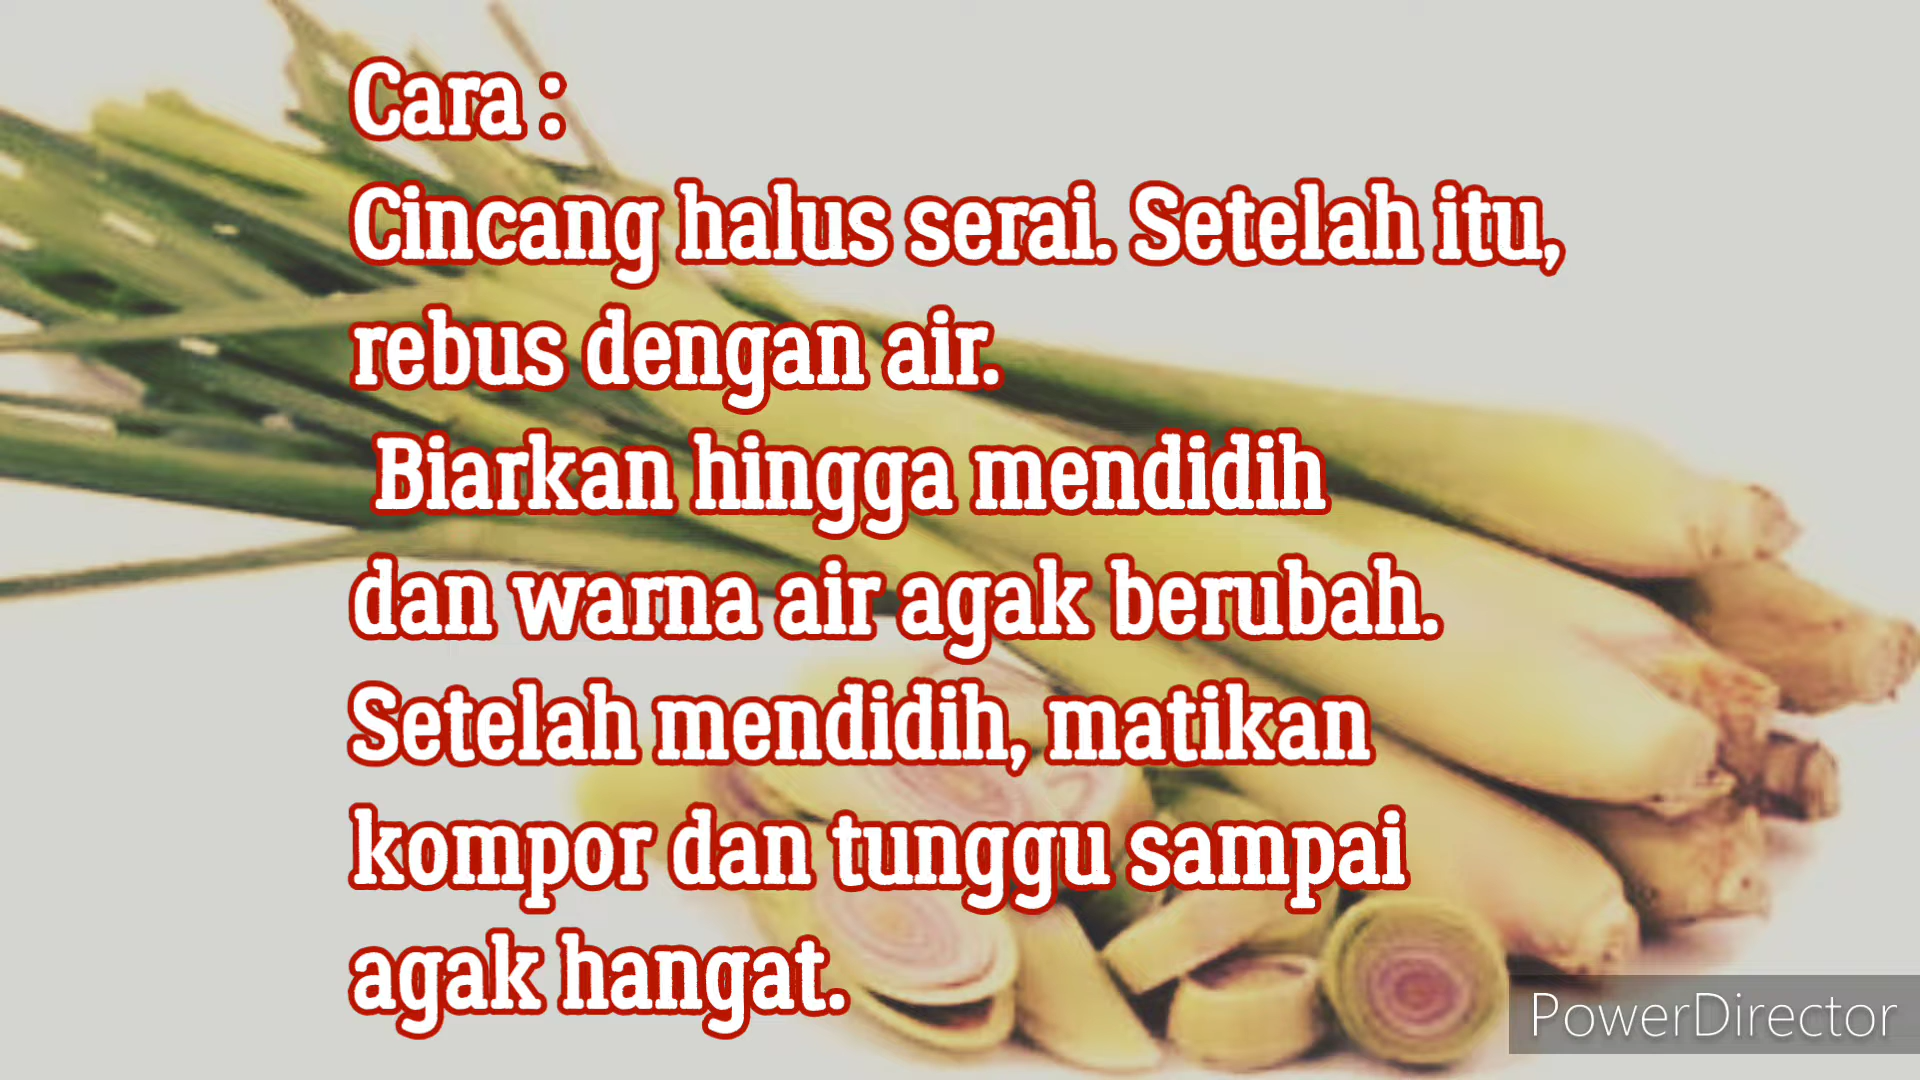 Cara :
Cincang halus serai. Setelah itu,
rebus dengan air.
Biarkan hingga mendidih
dan warna air agak berubah.
Setelah mendidih, matikan
kompor dan tunggu sampai
agak hangat.
PowerDirector